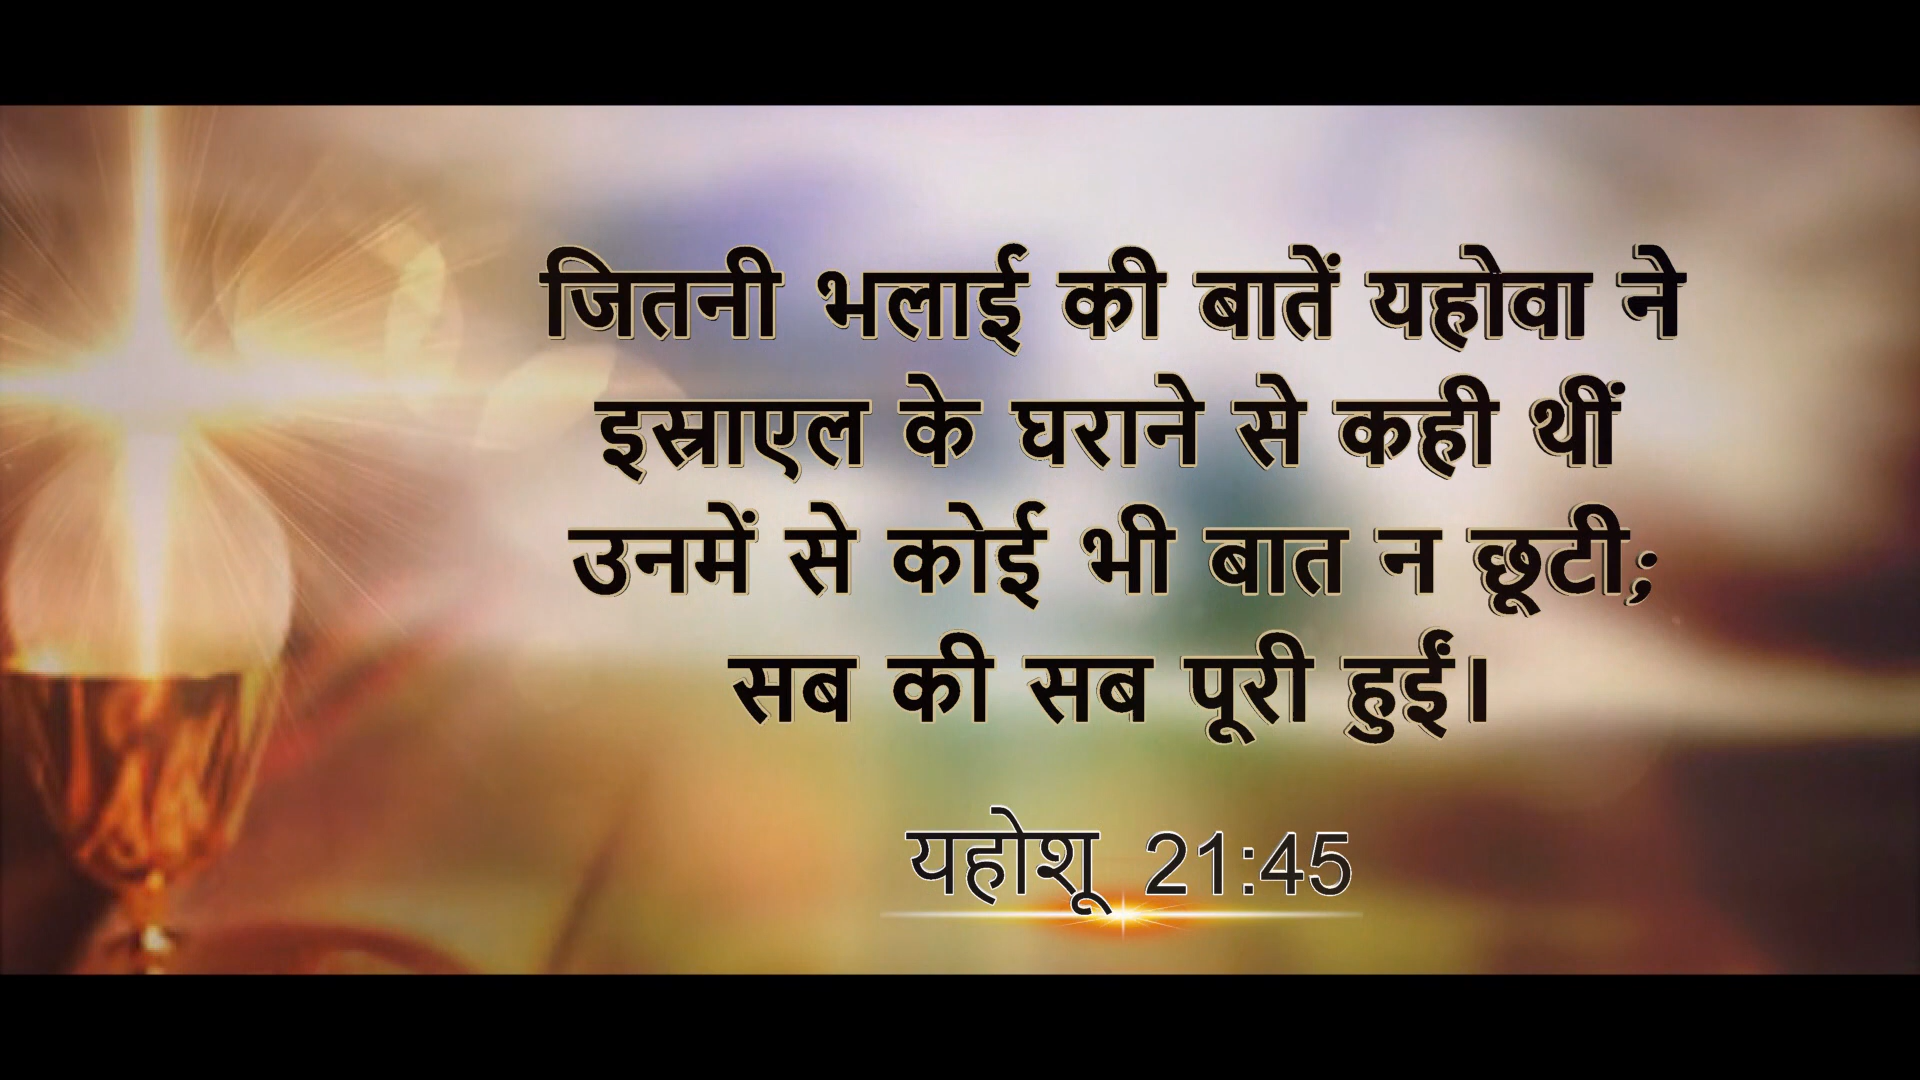 जितनी भलाई की बातें यहोवा ने
इस्राएल के घराने से कही थीं
उनमें से कोई भी बात न छूटी;
सब की सब पूरी हुईं।
यहोशू 21:45